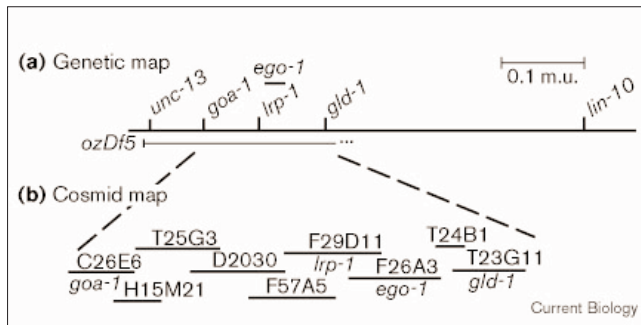 (a) Genetic map
ego-1
0.1 m.u.
unc-13
goa-1
lrp-1
gld-1
lin-10
ozDf5
...
(b) Cosmid map
T25G3
F29D11
T24B1
C26E6
D2030
lrp-1
F26A3
T23G11
goa-1
H15M21
F57A5
ego-1
gld-1
Current Biology